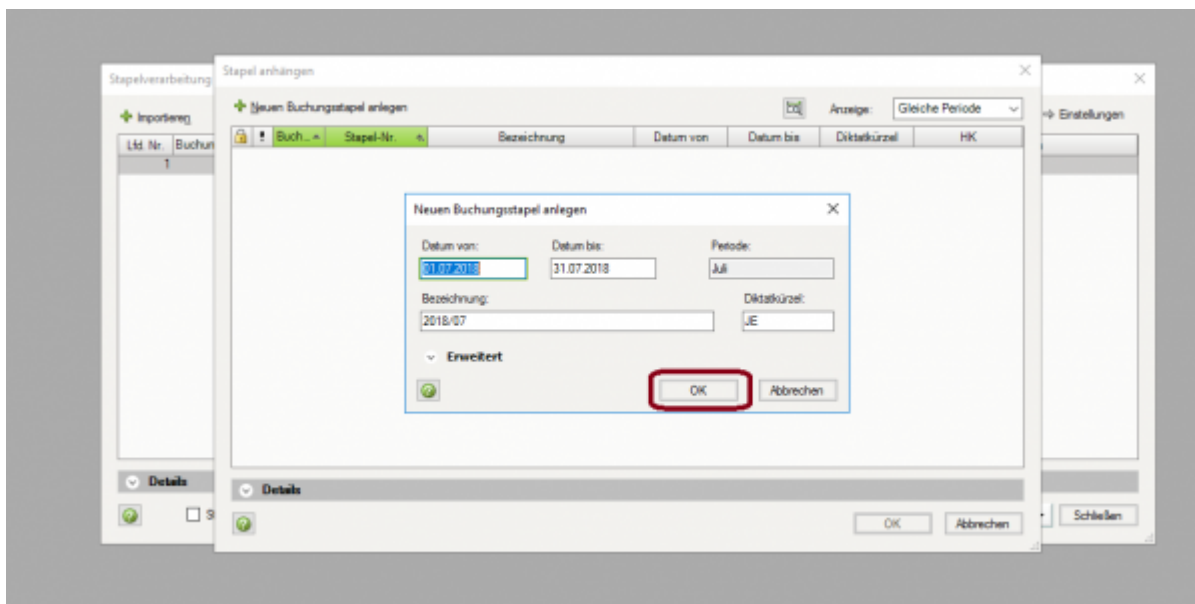 Stapelverarbeitung
Stapel anhängen
Importieren
Neuen Buchungsstapel anlegen
Anzeige: Gleiche Periode
Einstellungen
Lfd. Nr. Buchun
! Buch... Stapel-Nr. Bezeichnung Datum von Datum bis Diktatkürzel HK
1
Neuen Buchungsstapel anlegen
Datum von: Datum bis: Periode:
01.07.2018 31.07.2018 Juli
Bezeichnung: Diktatkürzel:
2018/07 JE
Erweitert
OK Abbrechen
Details
Details
S
OK Abbrechen
Schließen